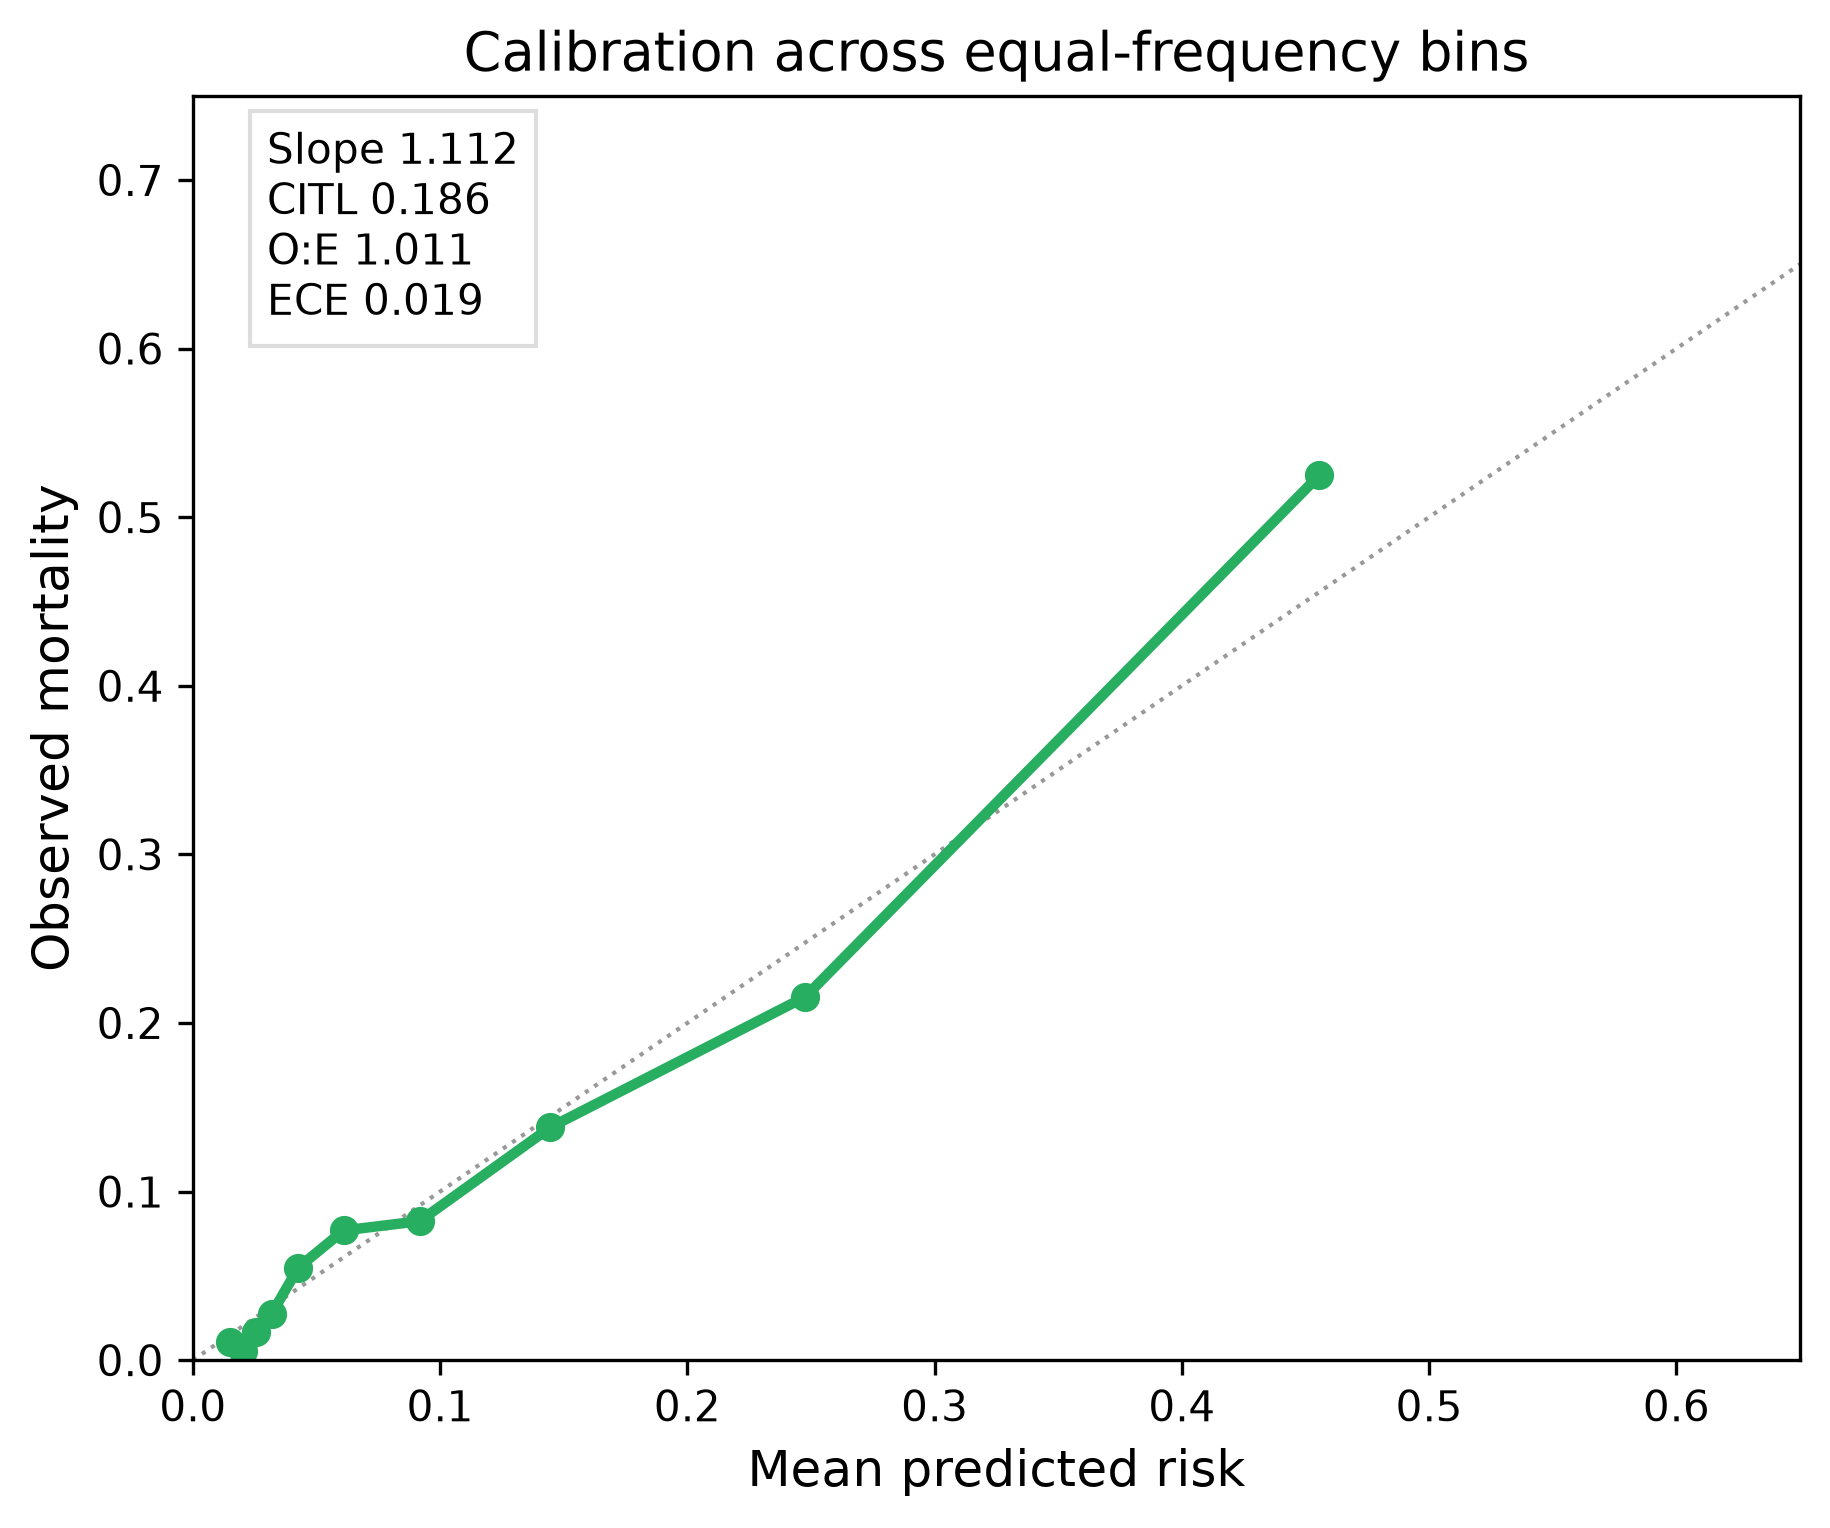 Calibration across equal-frequency bins
Slope 1.112
CITL 0.186
O:E 1.011
ECE 0.019
0.7
0.6
0.5
0.4
0.3
0.2
0.1
0.0
Observed mortality
0.0 0.1 0.2 0.3 0.4 0.5 0.6
Mean predicted risk